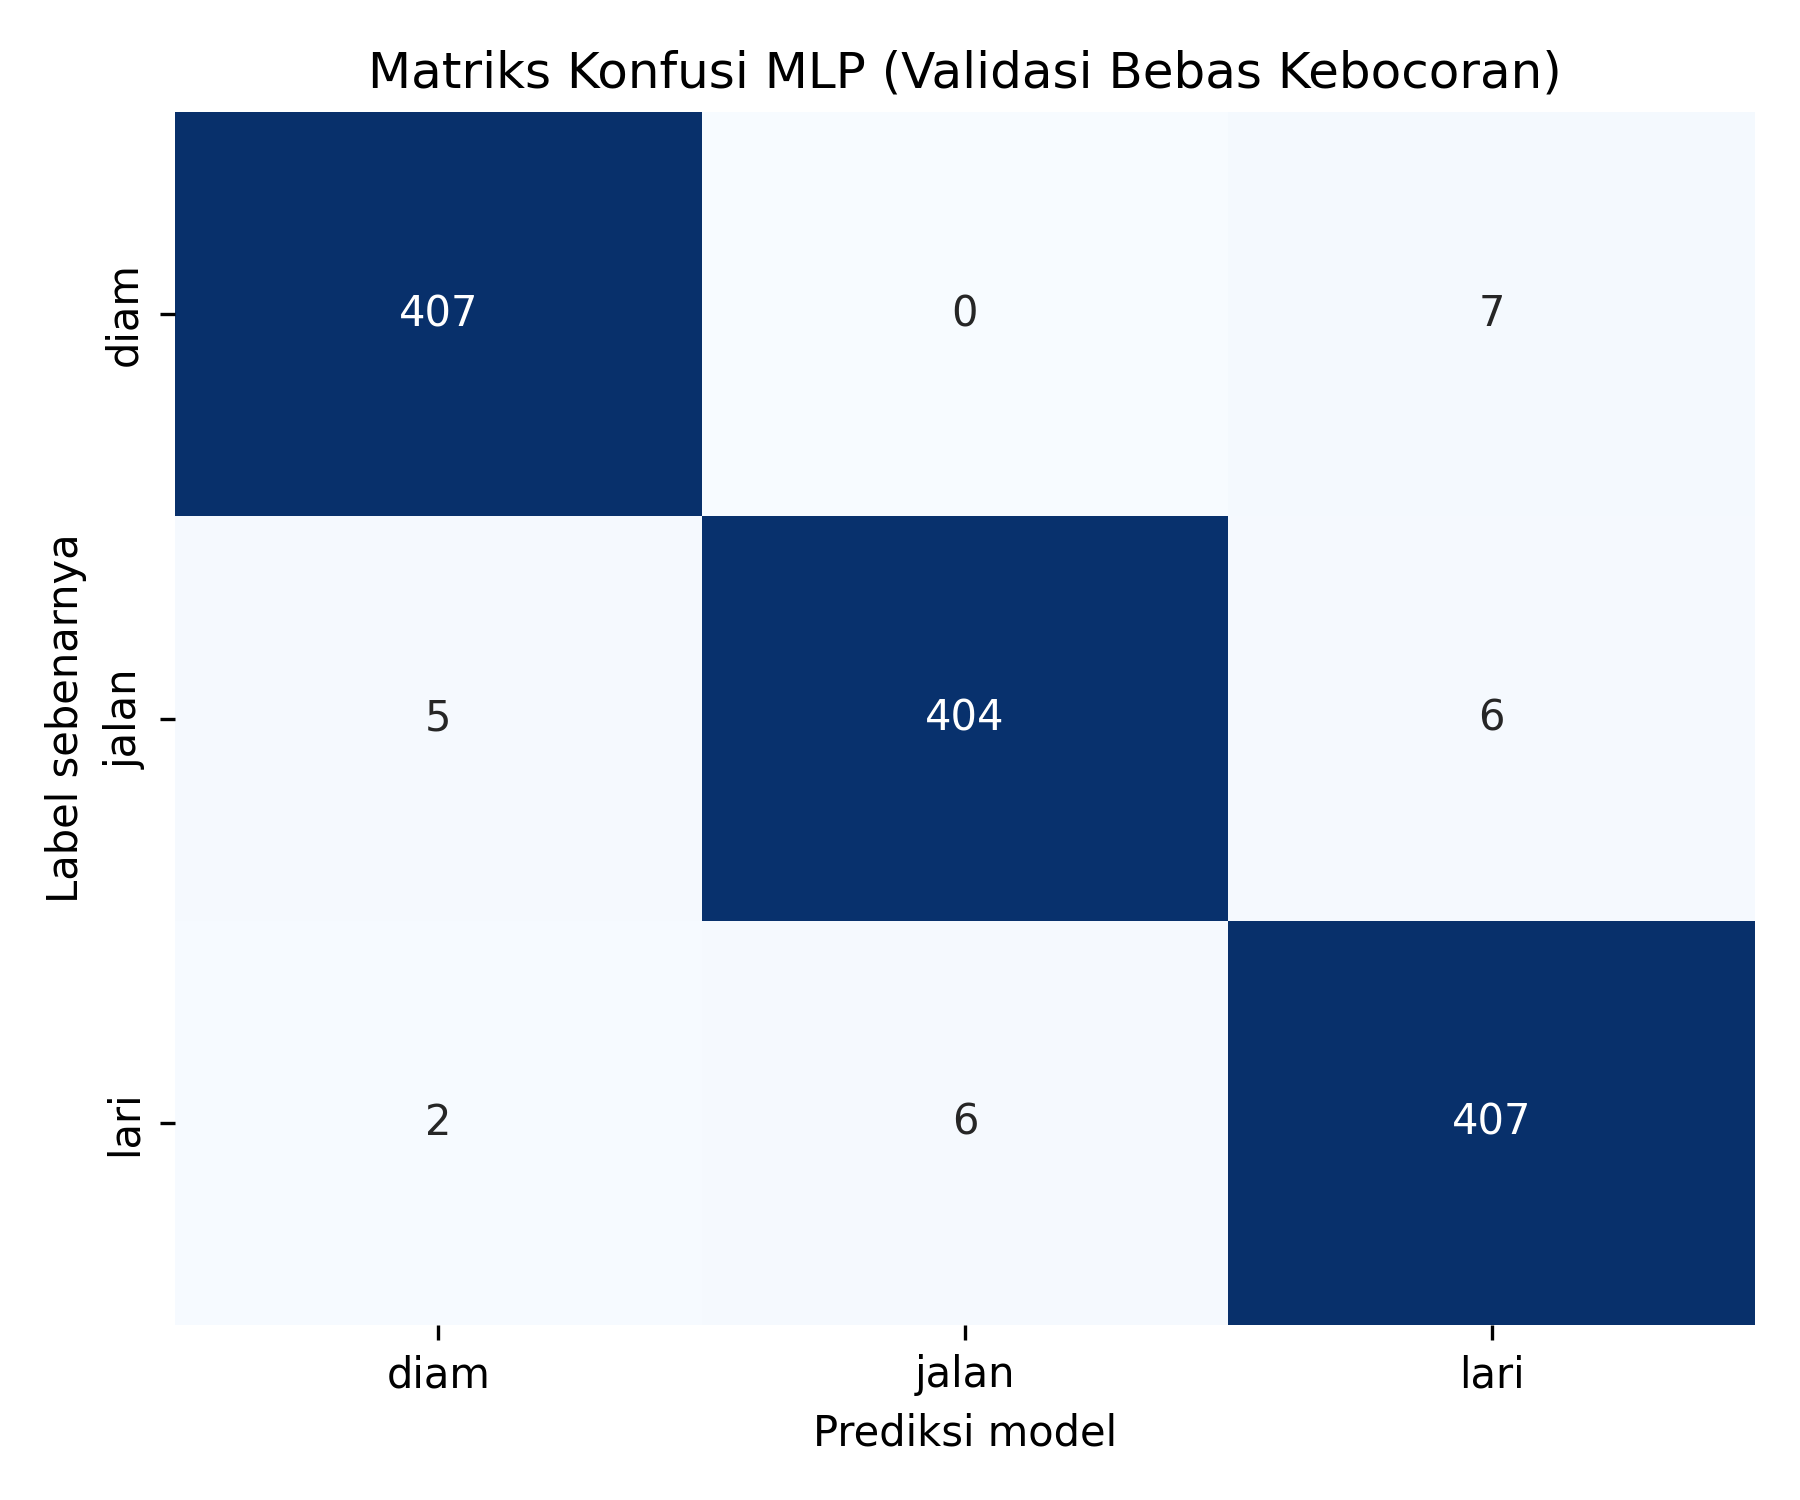 Matriks Konfusi MLP (Validasi Bebas Kebocoran)
Label sebenarnya
diam
407
0
7
jalan
5
404
6
lari
2
6
407
diam
jalan
lari
Prediksi model